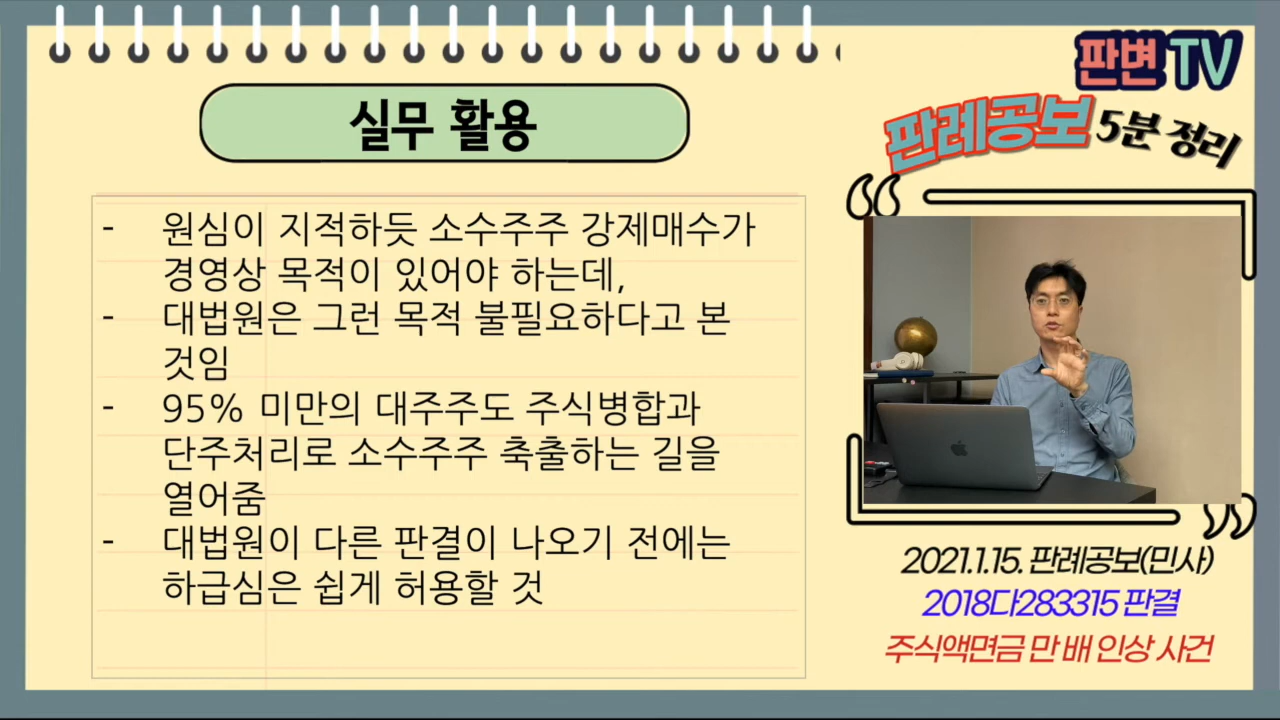 판변 TV
판례공보 5분 정리
실무 활용
- 원심이 지적하듯 소수주주 강제매수가
경영상 목적이 있어야 하는데,
- 대법원은 그런 목적 불필요하다고 본
것임
- 95% 미만의 대주주도 주식병합과
단주처리로 소수주주 축출하는 길을
열어줌
- 대법원이 다른 판결이 나오기 전에는
하급심은 쉽게 허용할 것
2021.1.15. 판례공보(민사)
2018다283315 판결
주식액면금 만 배 인상 사건